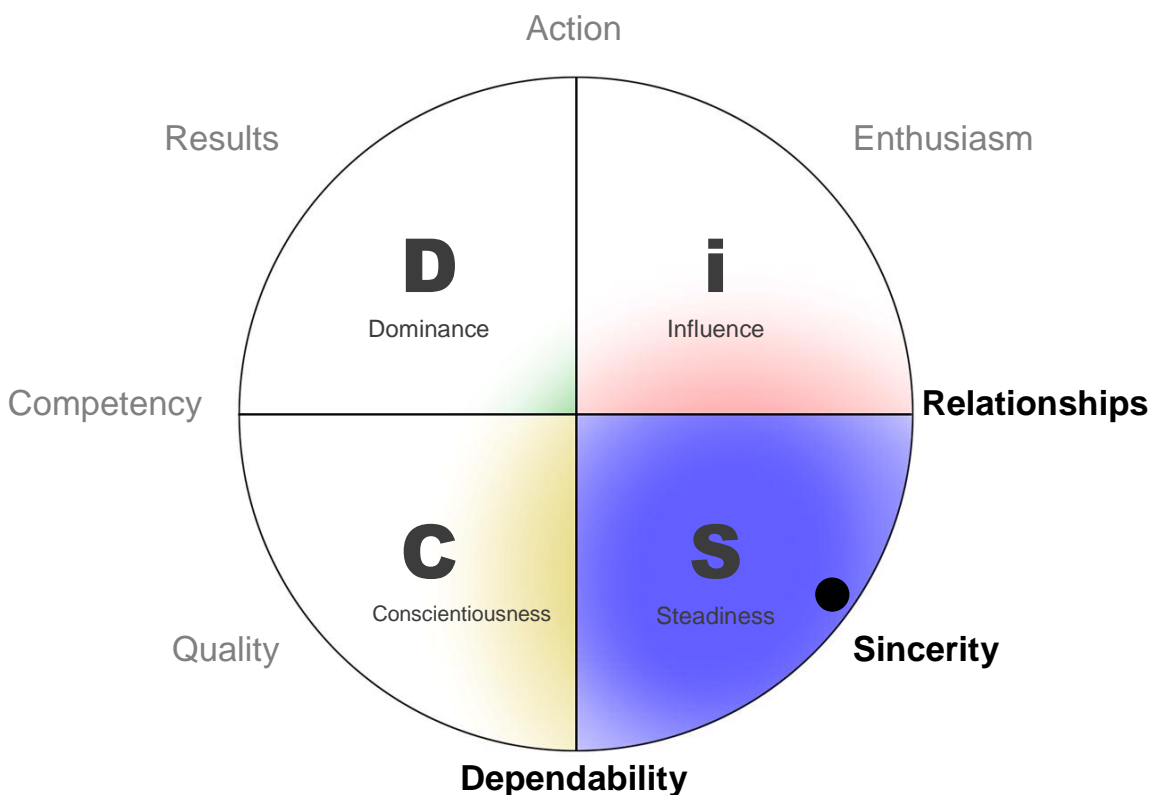 Action
Results
Enthusiasm
D
i
Dominance
Influence
Competency
Relationships
C
S
Conscientiousness
Steadiness
Quality
Sincerity
Dependability